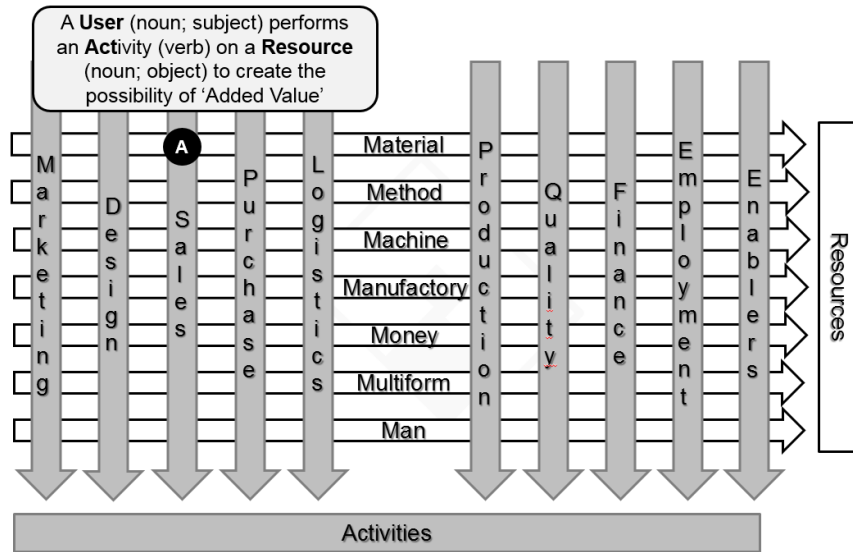 A User (noun; subject) performs
an Activity (verb) on a Resource
(noun; object) to create the
possibility of ‘Added Value’
A
Marketing
Design
Sales
Purchase
Logistics
Material
Method
Machine
Manufactory
Money
Multiform
Man
Production
Quality
Finance
Employment
Enablers
Resources
Activities